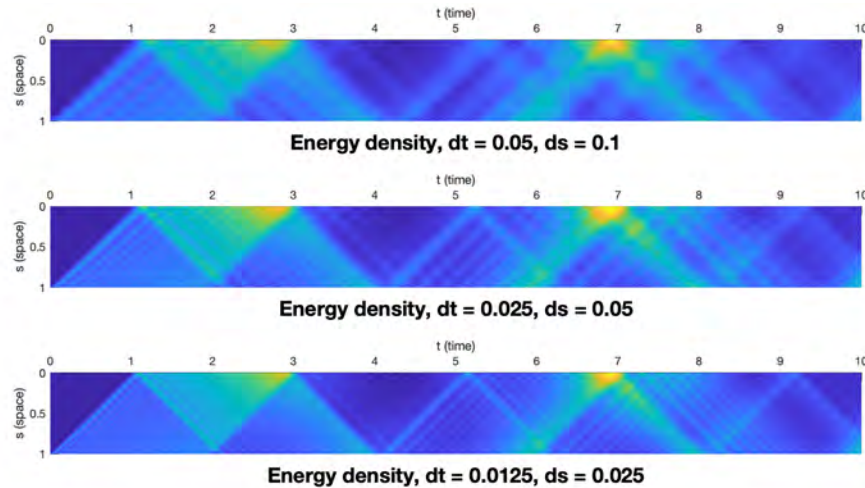 t (time)
0 1 2 3 4 5 6 7 8 9 10
0
0.5
1
s (space)
Energy density, dt = 0.05, ds = 0.1
t (time)
0 1 2 3 4 5 6 7 8 9 10
0
0.5
1
s (space)
Energy density, dt = 0.025, ds = 0.05
t (time)
0 1 2 3 4 5 6 7 8 9 10
0
0.5
1
s (space)
Energy density, dt = 0.0125, ds = 0.025